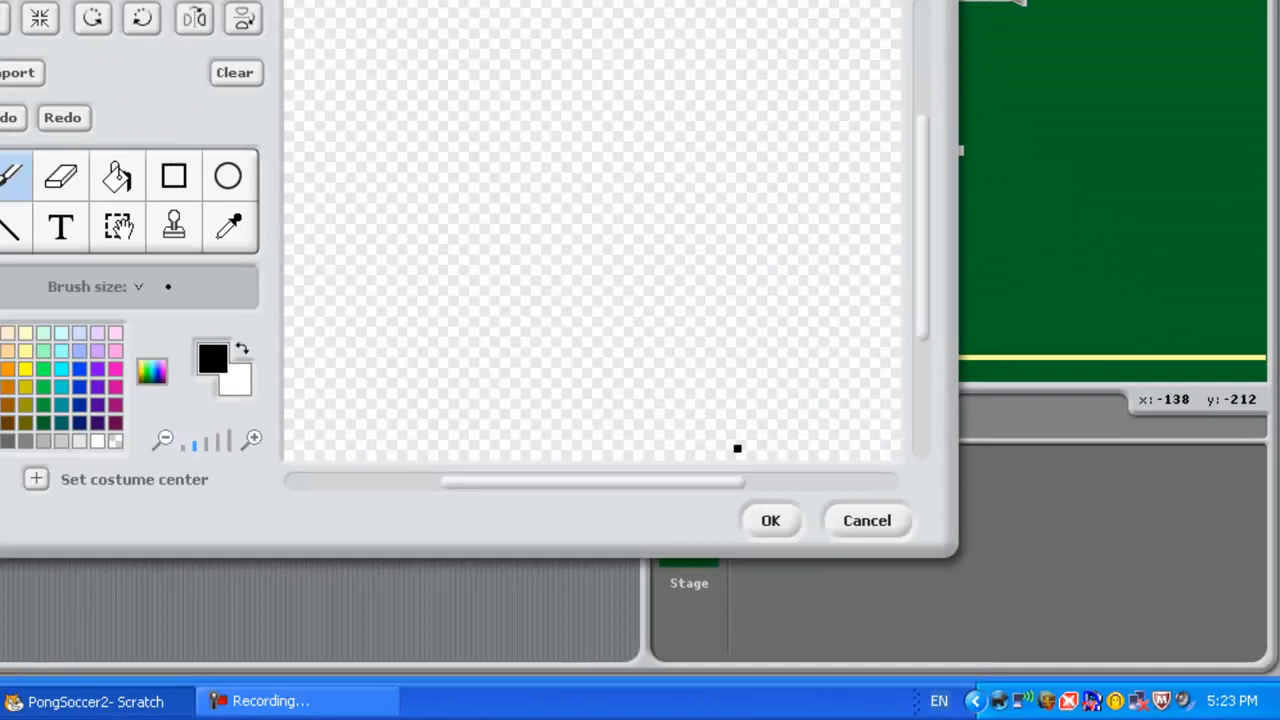 port
Clear
do
Redo
T
Brush size:
Set costume center
OK
Cancel
x: -138 y: -212
Stage
PongSoccer2- Scratch
Recording...
EN
5:23 PM